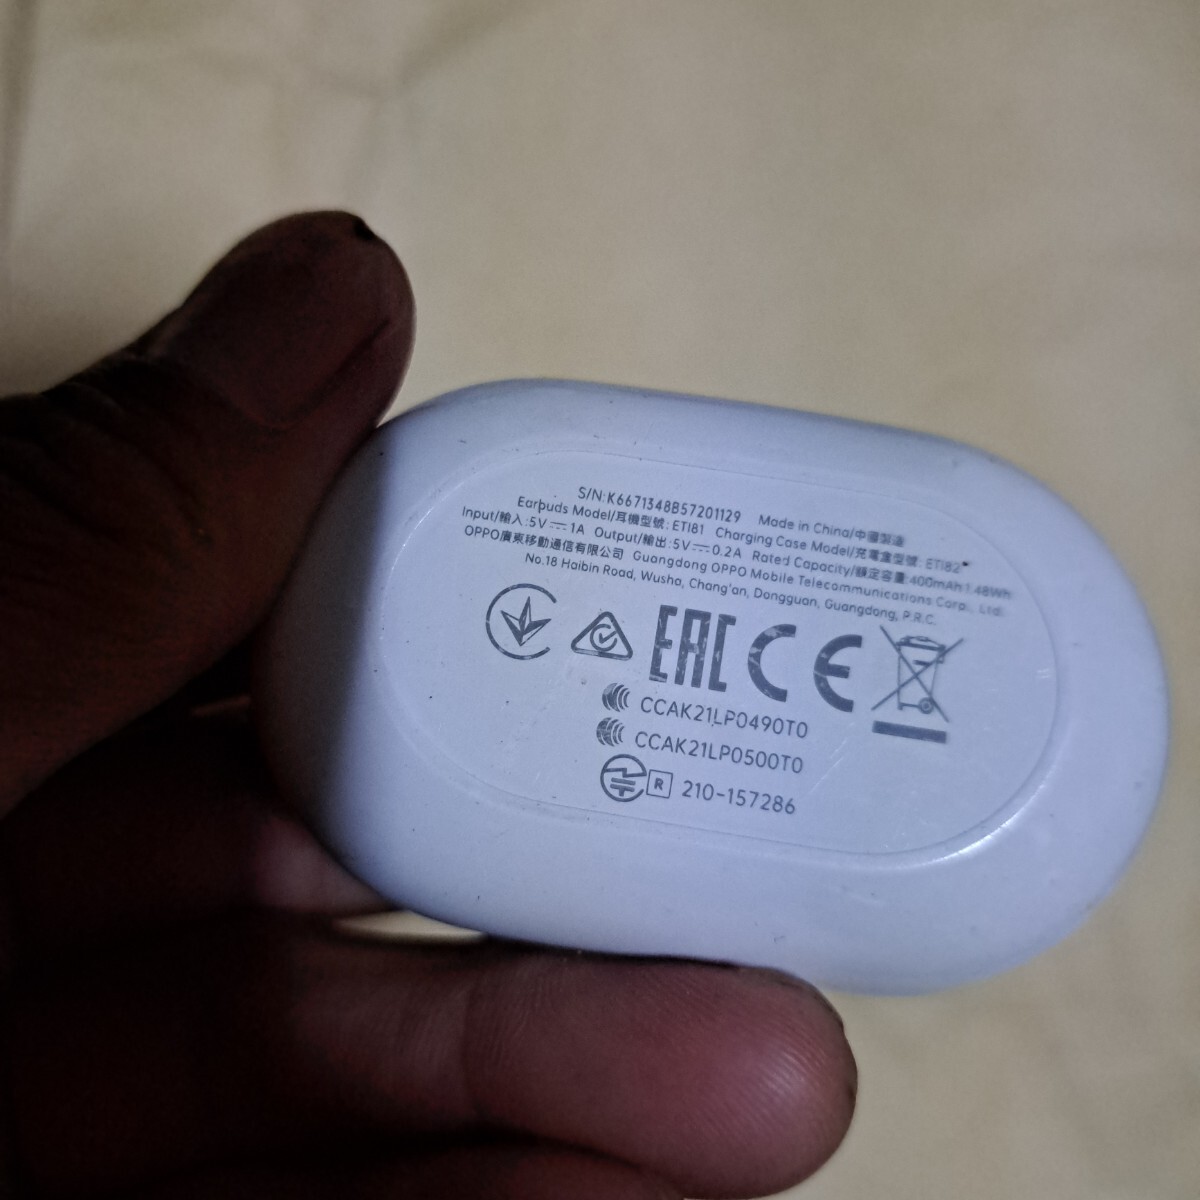 S/N:K6671348B57201129 Made in China/中國製造
Earbuds Model/耳機型號: ETI81 Charging Case Model/充電盒型號: ETI82
Input/輸入:5V⎓1A Output/輸出:5V⎓0.2A Rated Capacity/額定容量:400mAh 1.48Wh
OPPO廣東移動通信有限公司 Guangdong OPPO Mobile Telecommunications Corp., Ltd.
No.18 Haibin Road, Wusha, Chang'an, Dongguan, Guangdong, P.R.C.
EAC CE
CCAK21LP0490T0
CCAK21LP0500T0
R 210-157286